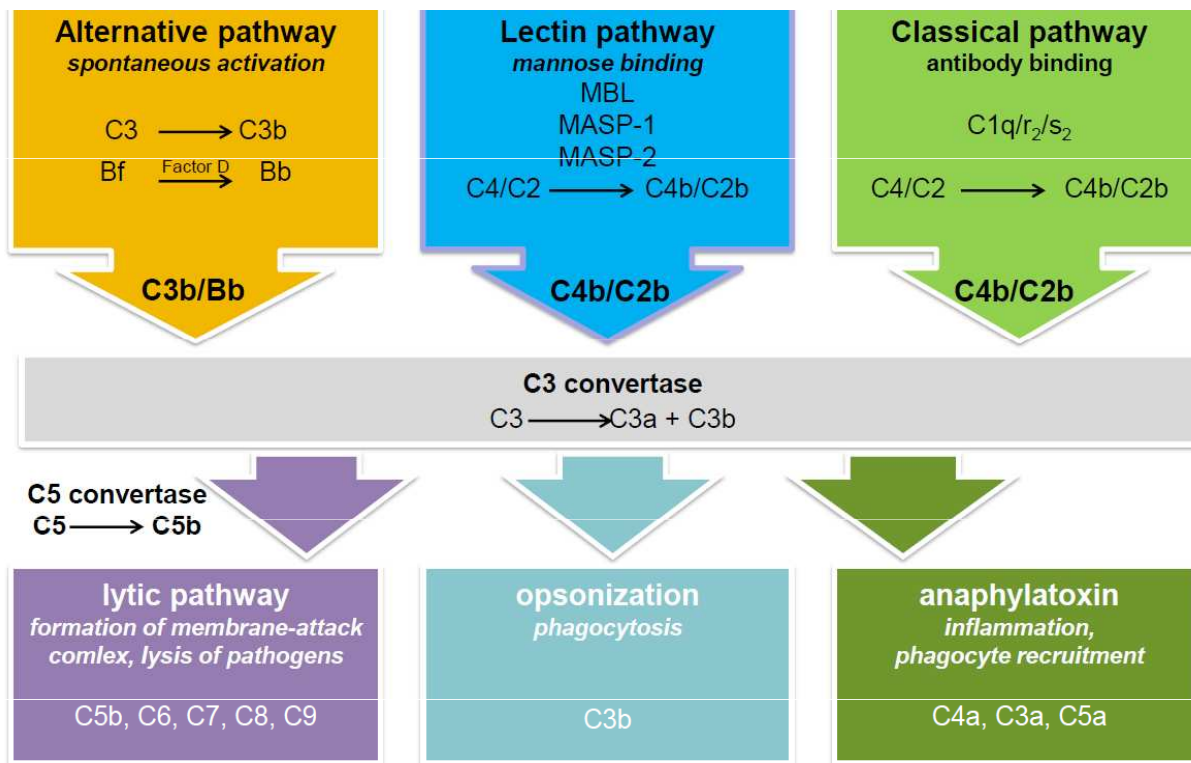 Alternative pathway
spontaneous activation
C3 ⟶ C3b
Bf Factor D ⟶ Bb
C3b/Bb
Lectin pathway
mannose binding
MBL
MASP-1
MASP-2
C4/C2 ⟶ C4b/C2b
C4b/C2b
Classical pathway
antibody binding
C1q/r₂/s₂
C4/C2 ⟶ C4b/C2b
C4b/C2b
C3 convertase
C3 ⟶ C3a + C3b
C5 convertase
C5 ⟶ C5b
lytic pathway
formation of membrane-attack
comlex, lysis of pathogens
C5b, C6, C7, C8, C9
opsonization
phagocytosis
C3b
anaphylatoxin
inflammation,
phagocyte recruitment
C4a, C3a, C5a